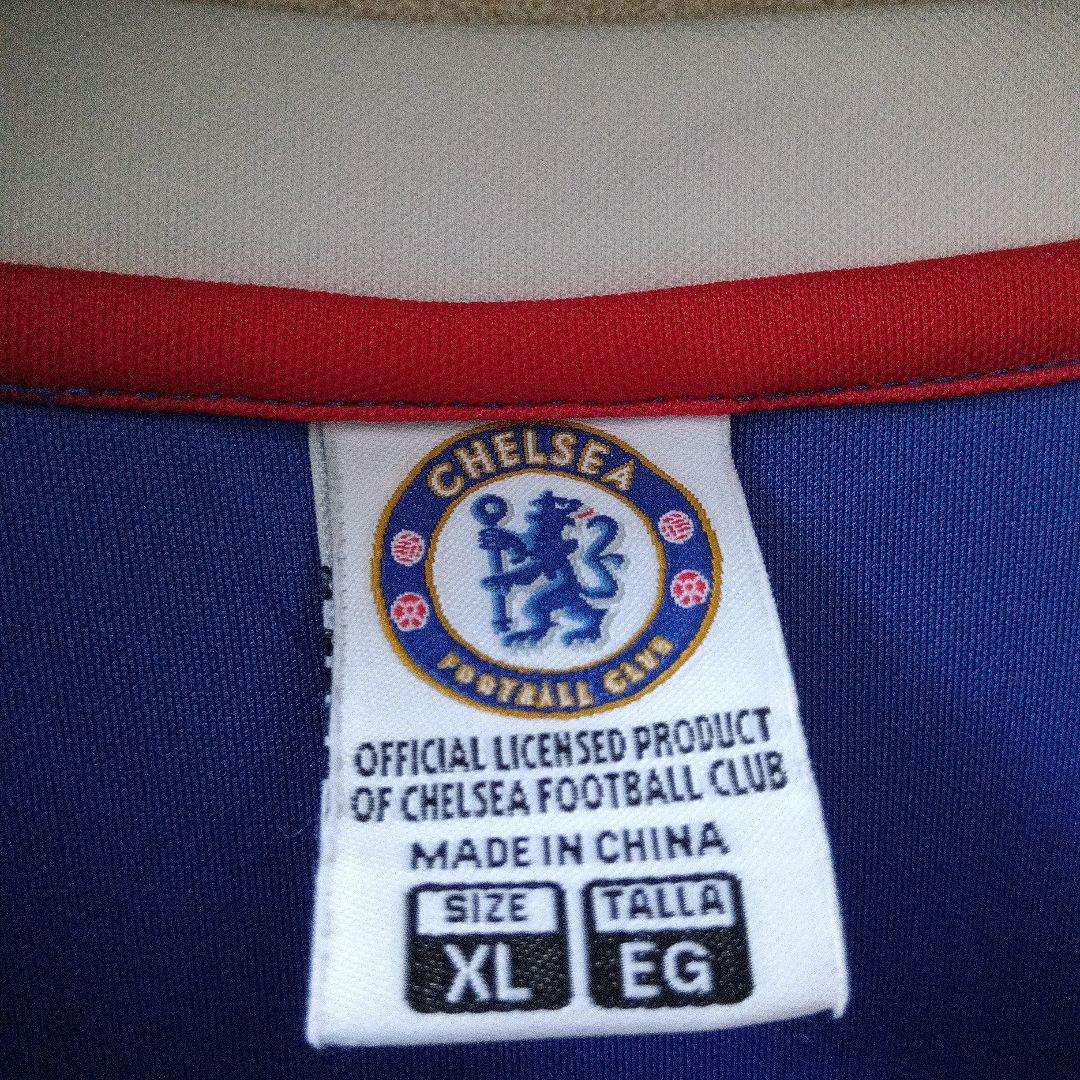 CHELSEA
FOOTBALL CLUB
OFFICIAL LICENSED PRODUCT
OF CHELSEA FOOTBALL CLUB
MADE IN CHINA
SIZE TALLA
XL EG